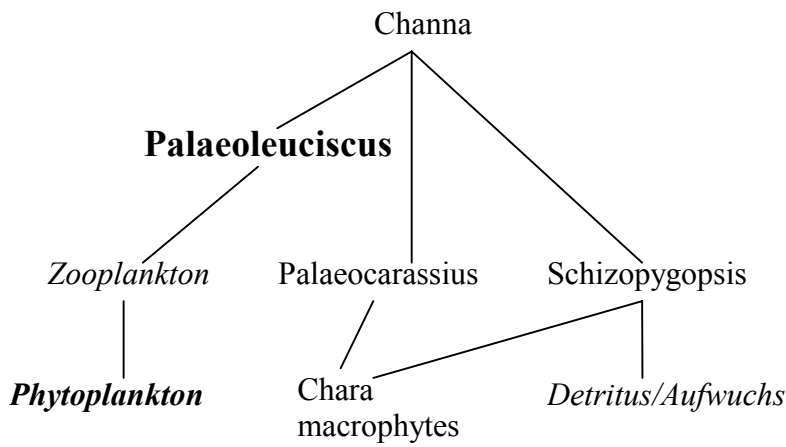 Channa
Palaeoleuciscus
Zooplankton
Palaeocarassius
Schizopygopsis
Phytoplankton
Chara
macrophytes
Detritus/Aufwuchs